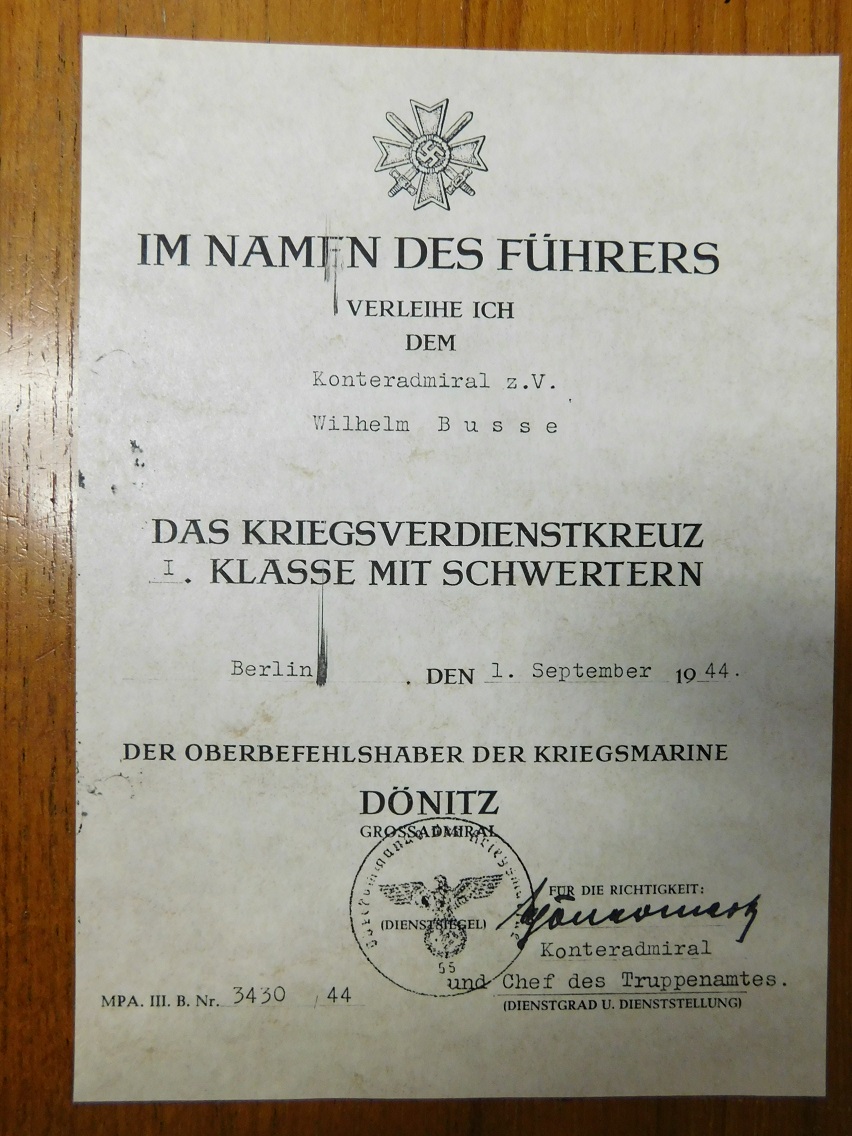 IM NAMEN DES FÜHRERS
VERLEIHE ICH
DEM
Konteradmiral z.V.
Wilhelm B u s s e
DAS KRIEGSVERDIENSTKREUZ
I. KLASSE MIT SCHWERTERN
Berlin . DEN 1. September 1944.
DER OBERBEFEHLSHABER DER KRIEGSMARINE
DÖNITZ
GROSSADMIRAL
FÜR DIE RICHTIGKEIT:
(DIENSTSIEGEL)
Konteradmiral
55
und Chef des Truppenamtes.
MPA. III. B. Nr. 3430 / 44
(DIENSTGRAD U. DIENSTSTELLUNG)